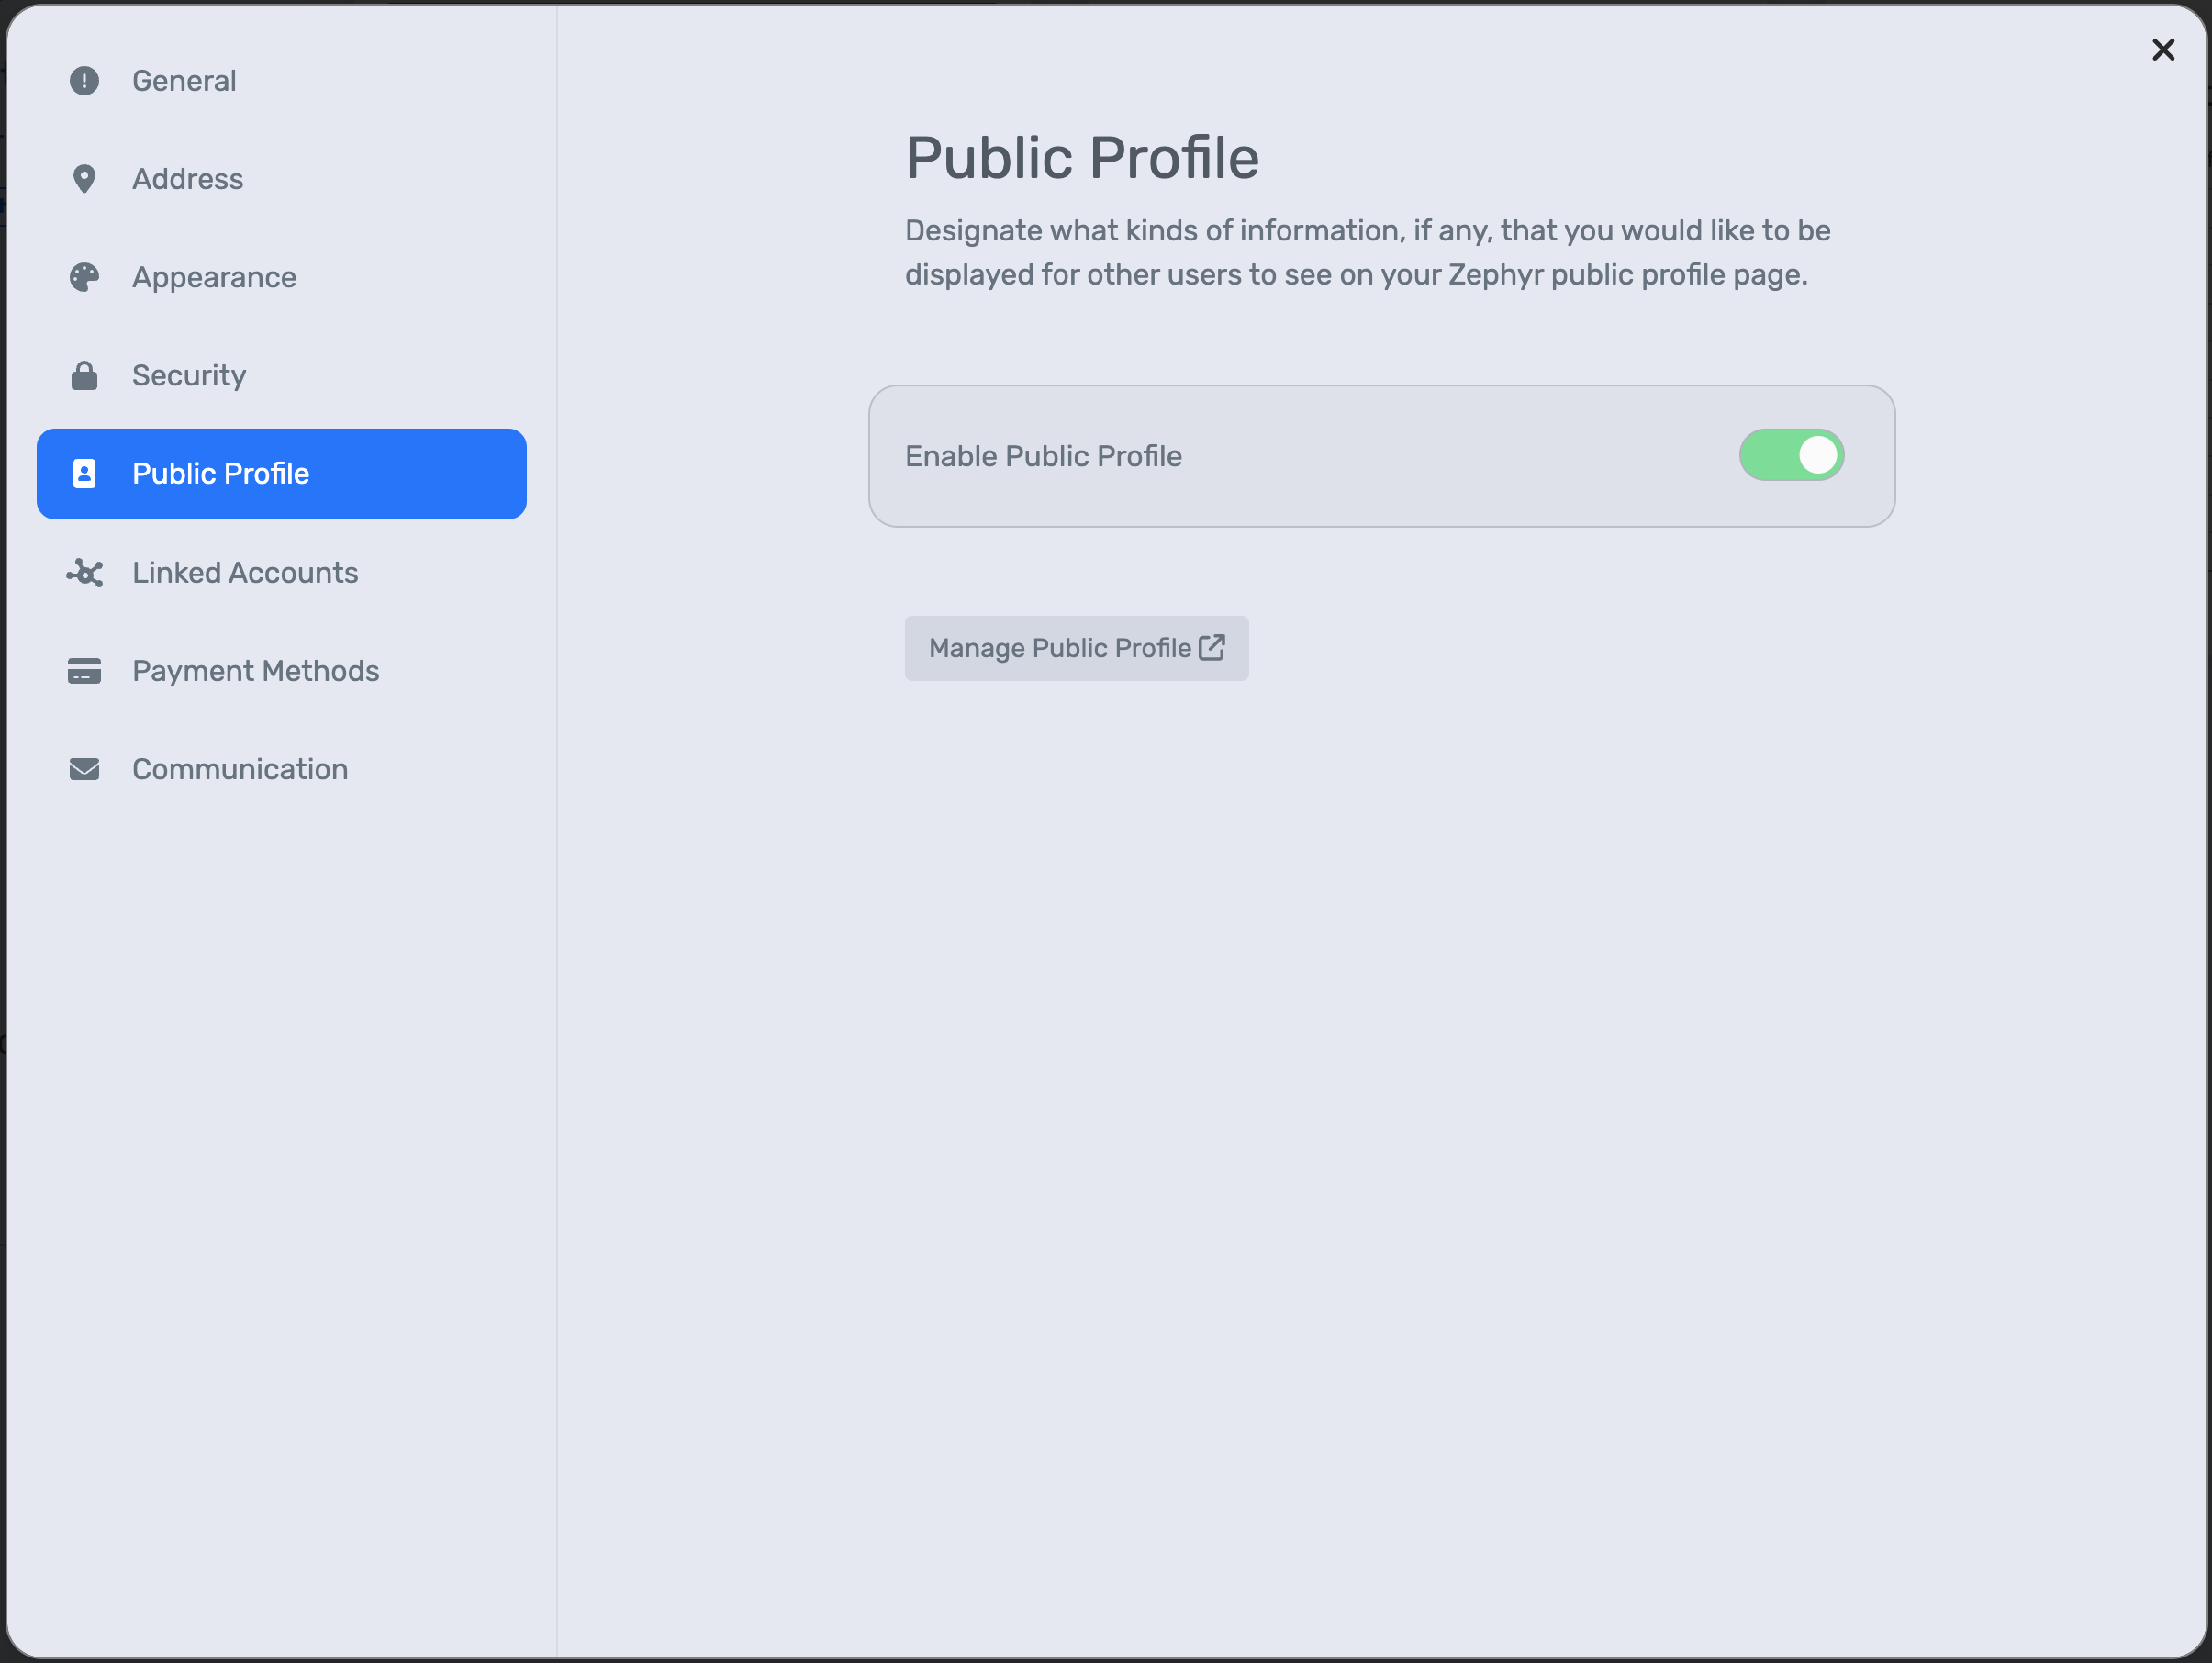 General
Address
Appearance
Security
Public Profile
Linked Accounts
Payment Methods
Communication
Public Profile
Designate what kinds of information, if any, that you would like to be
displayed for other users to see on your Zephyr public profile page.
Enable Public Profile
Manage Public Profile